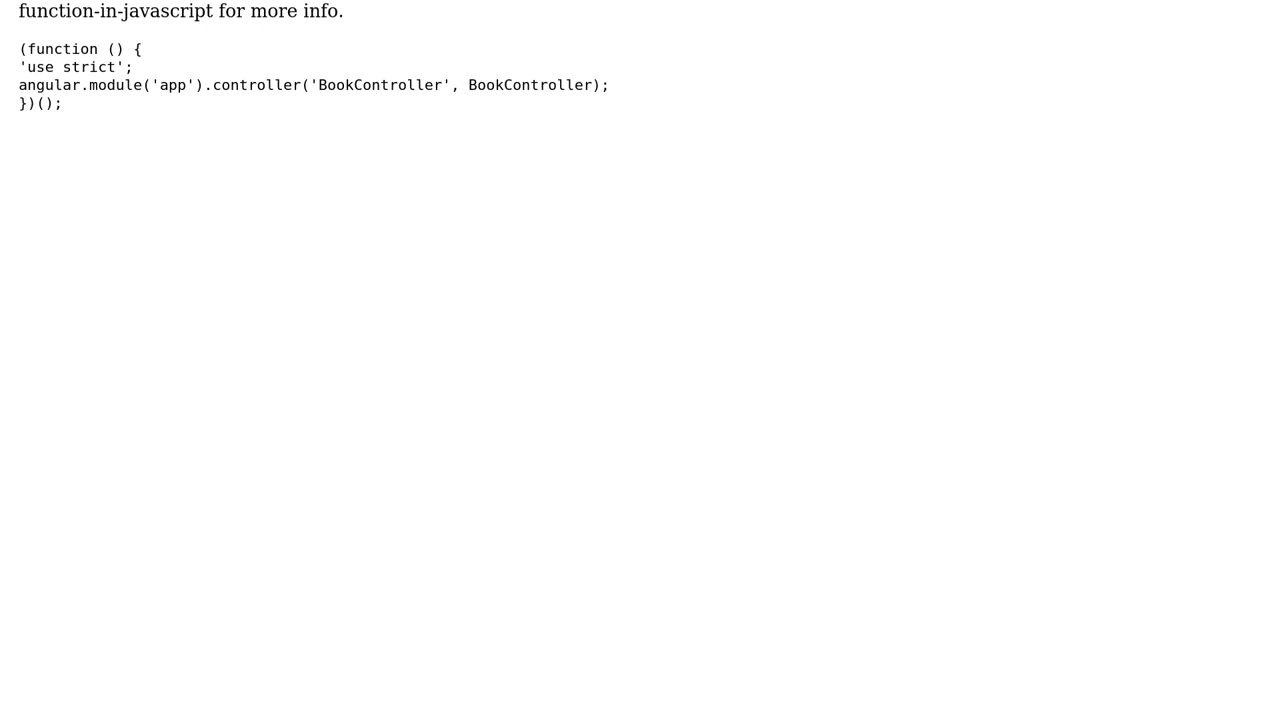 function-in-javascript for more info.
(function () {
'use strict';
angular.module('app').controller('BookController', BookController);
})();